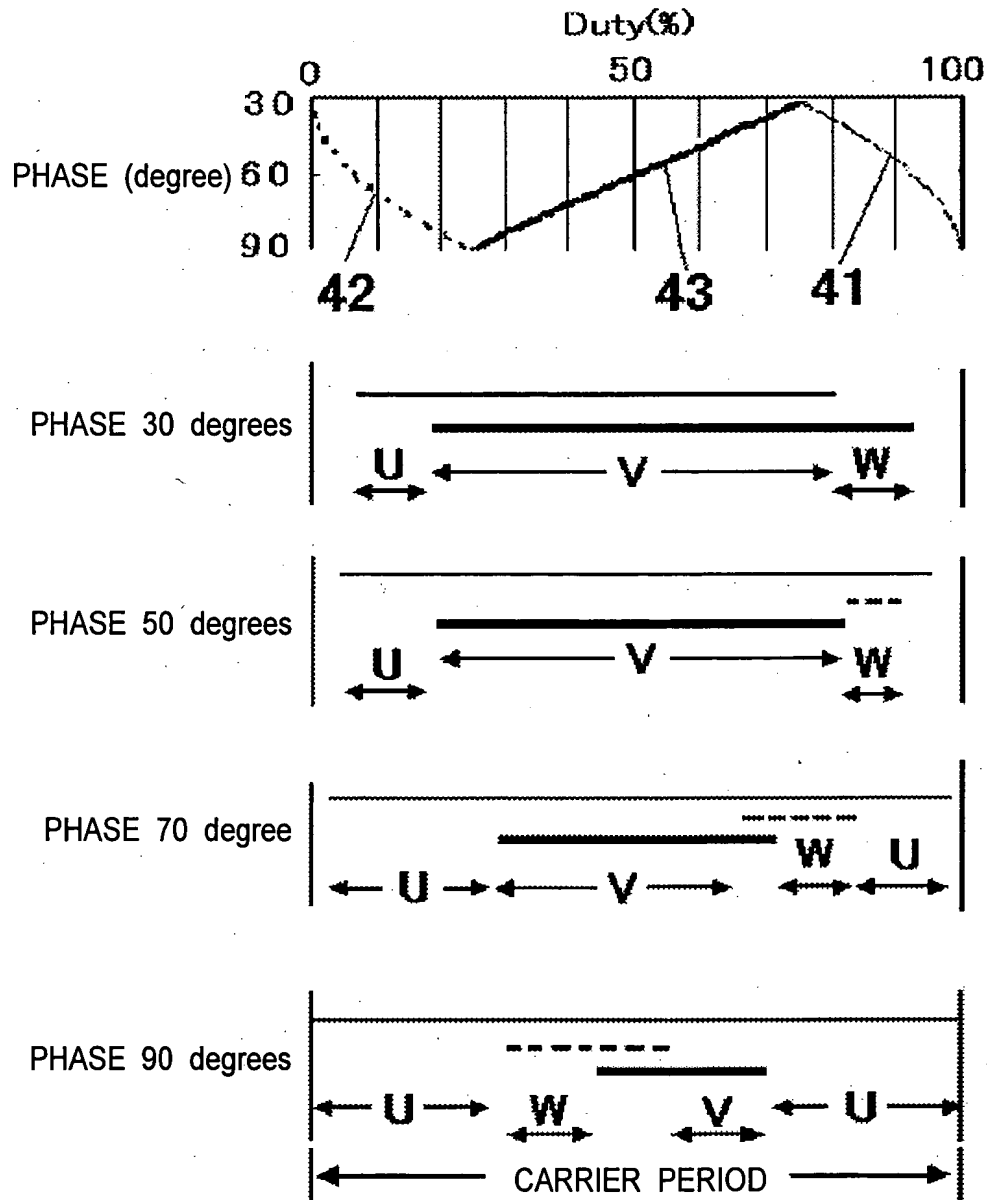 Duty(%)
0 50 100
30
PHASE (degree) 60
90
42 43 41
PHASE 30 degrees
U V W
PHASE 50 degrees
U V W
PHASE 70 degree
U V W U
PHASE 90 degrees
U W V U
CARRIER PERIOD